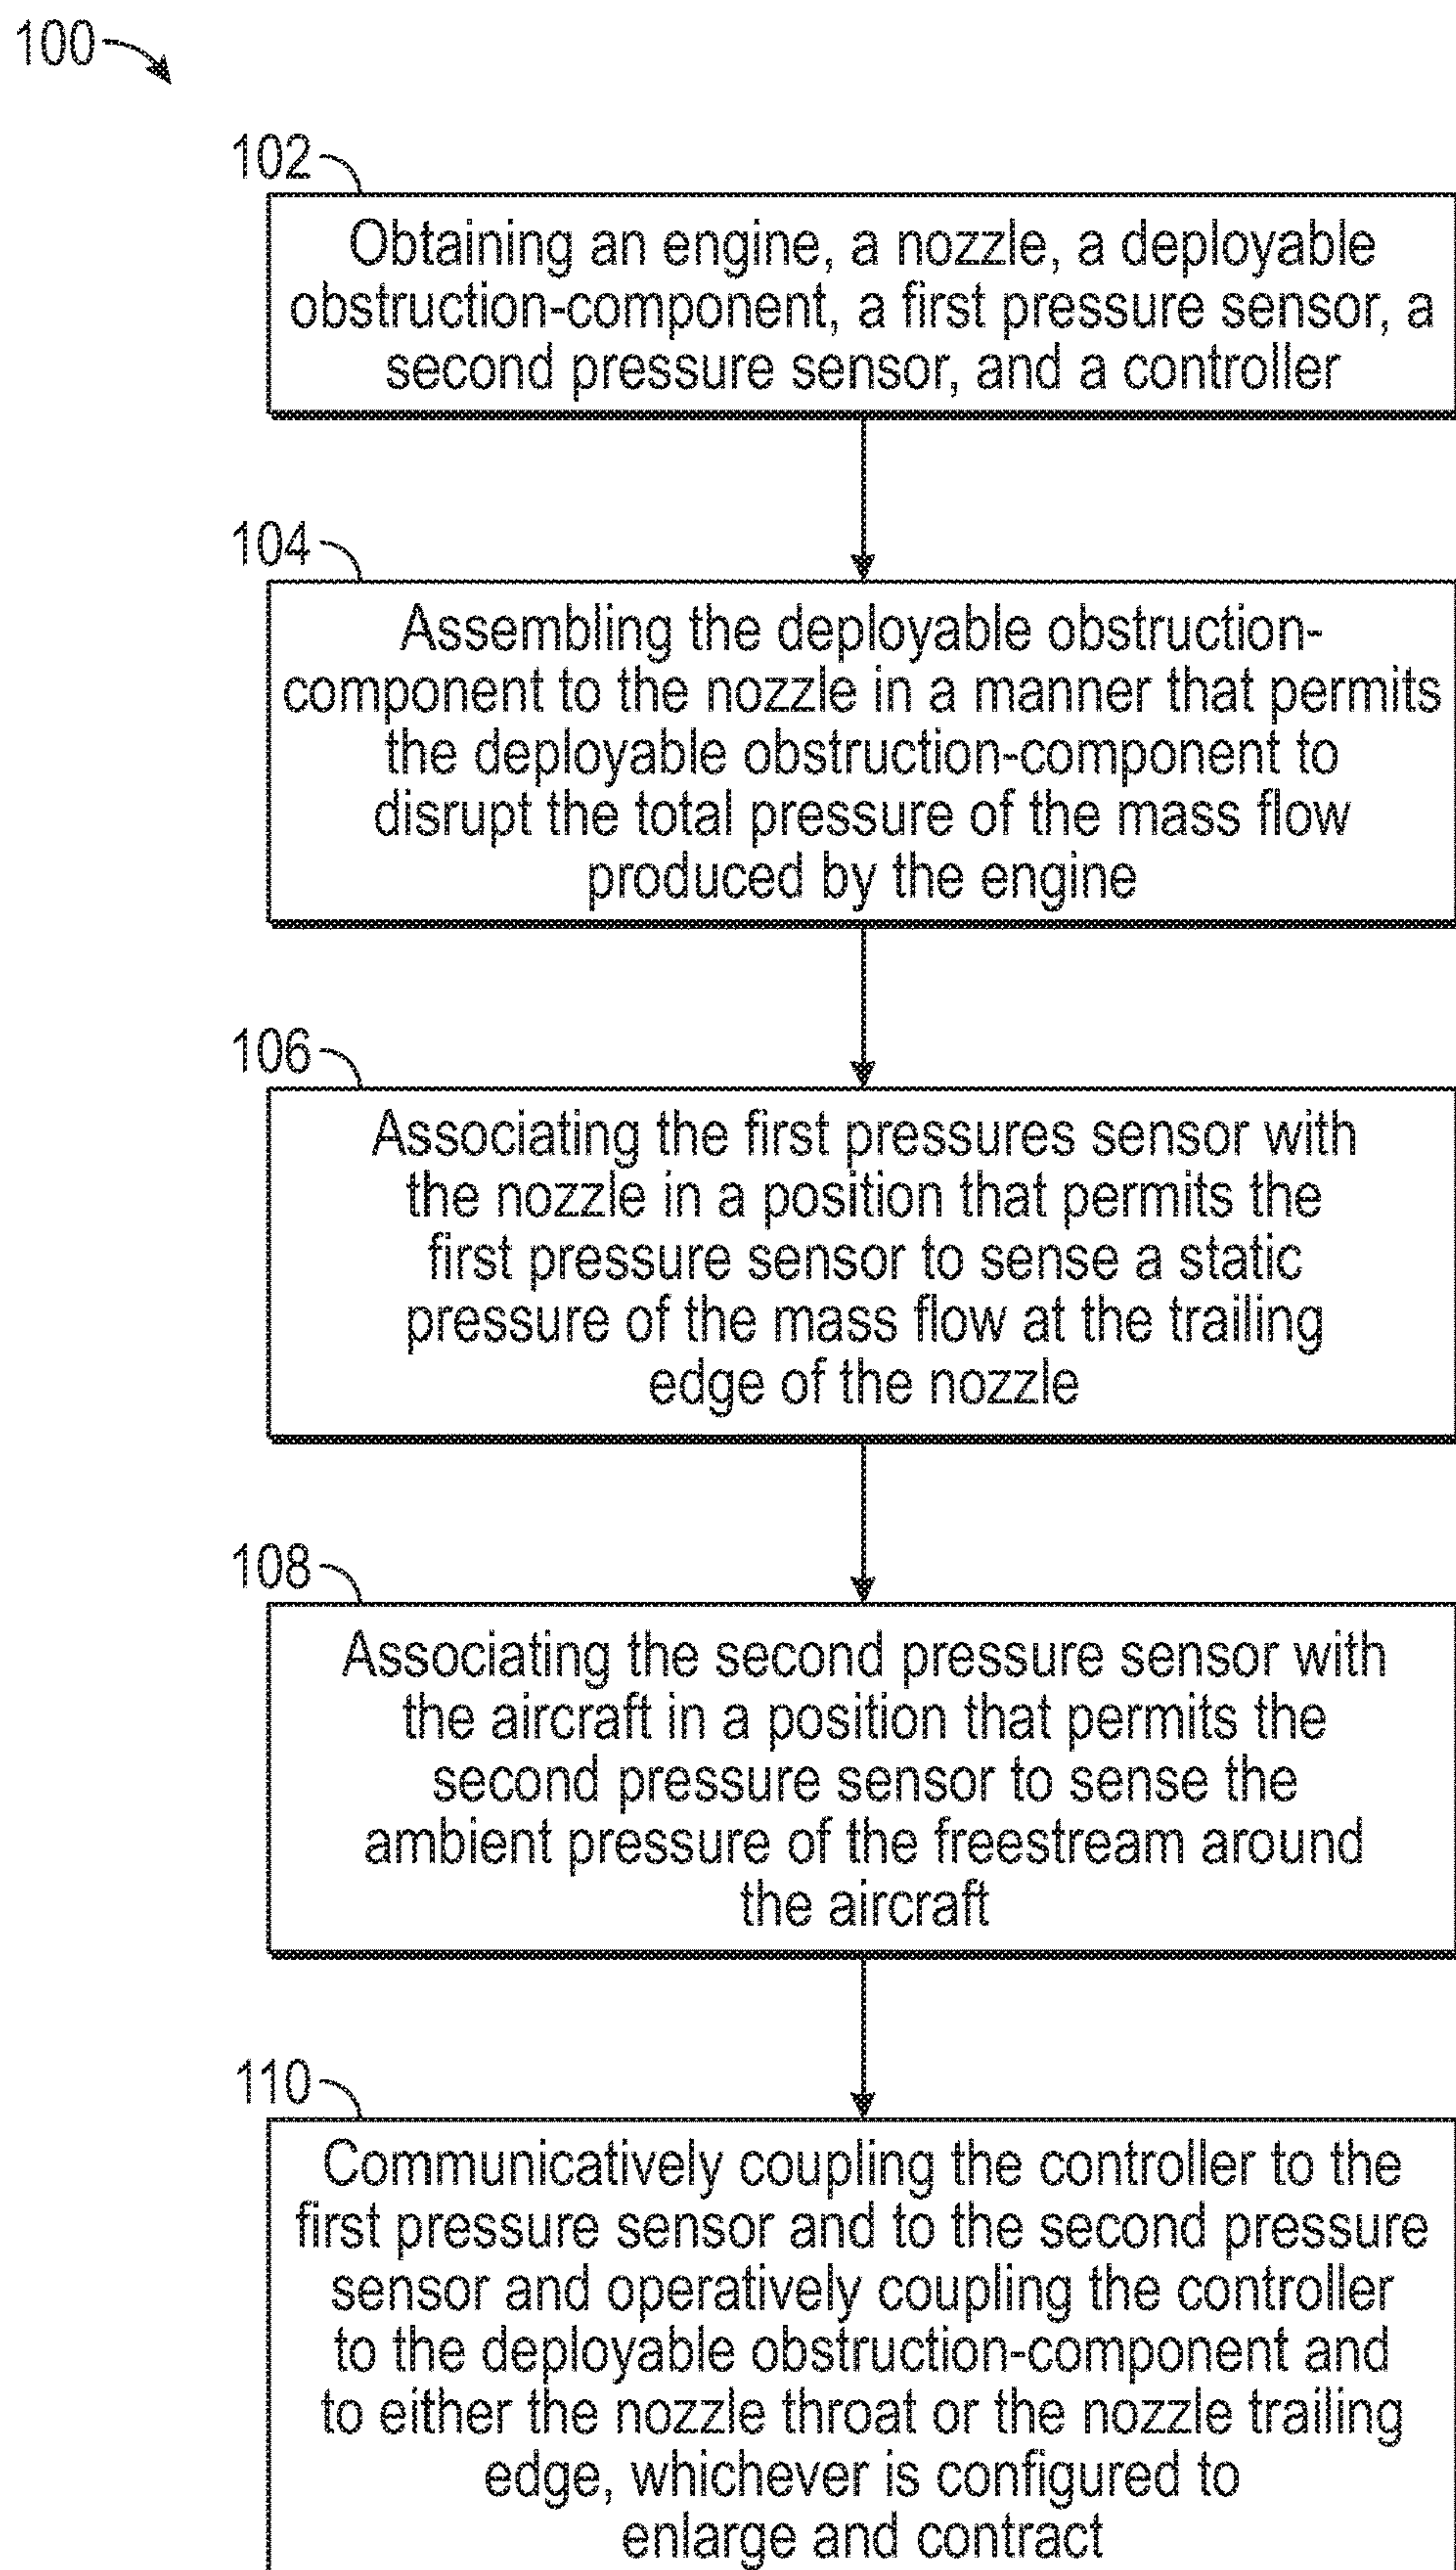 100
102
Obtaining an engine, a nozzle, a deployable
obstruction-component, a first pressure sensor, a
second pressure sensor, and a controller
104
Assembling the deployable obstruction-
component to the nozzle in a manner that permits
the deployable obstruction-component to
disrupt the total pressure of the mass flow
produced by the engine
106
Associating the first pressures sensor with
the nozzle in a position that permits the
first pressure sensor to sense a static
pressure of the mass flow at the trailing
edge of the nozzle
108
Associating the second pressure sensor with
the aircraft in a position that permits the
second pressure sensor to sense the
ambient pressure of the freestream around
the aircraft
110
Communicatively coupling the controller to the
first pressure sensor and to the second pressure
sensor and operatively coupling the controller
to the deployable obstruction-component and
to either the nozzle throat or the nozzle trailing
edge, whichever is configured to
enlarge and contract